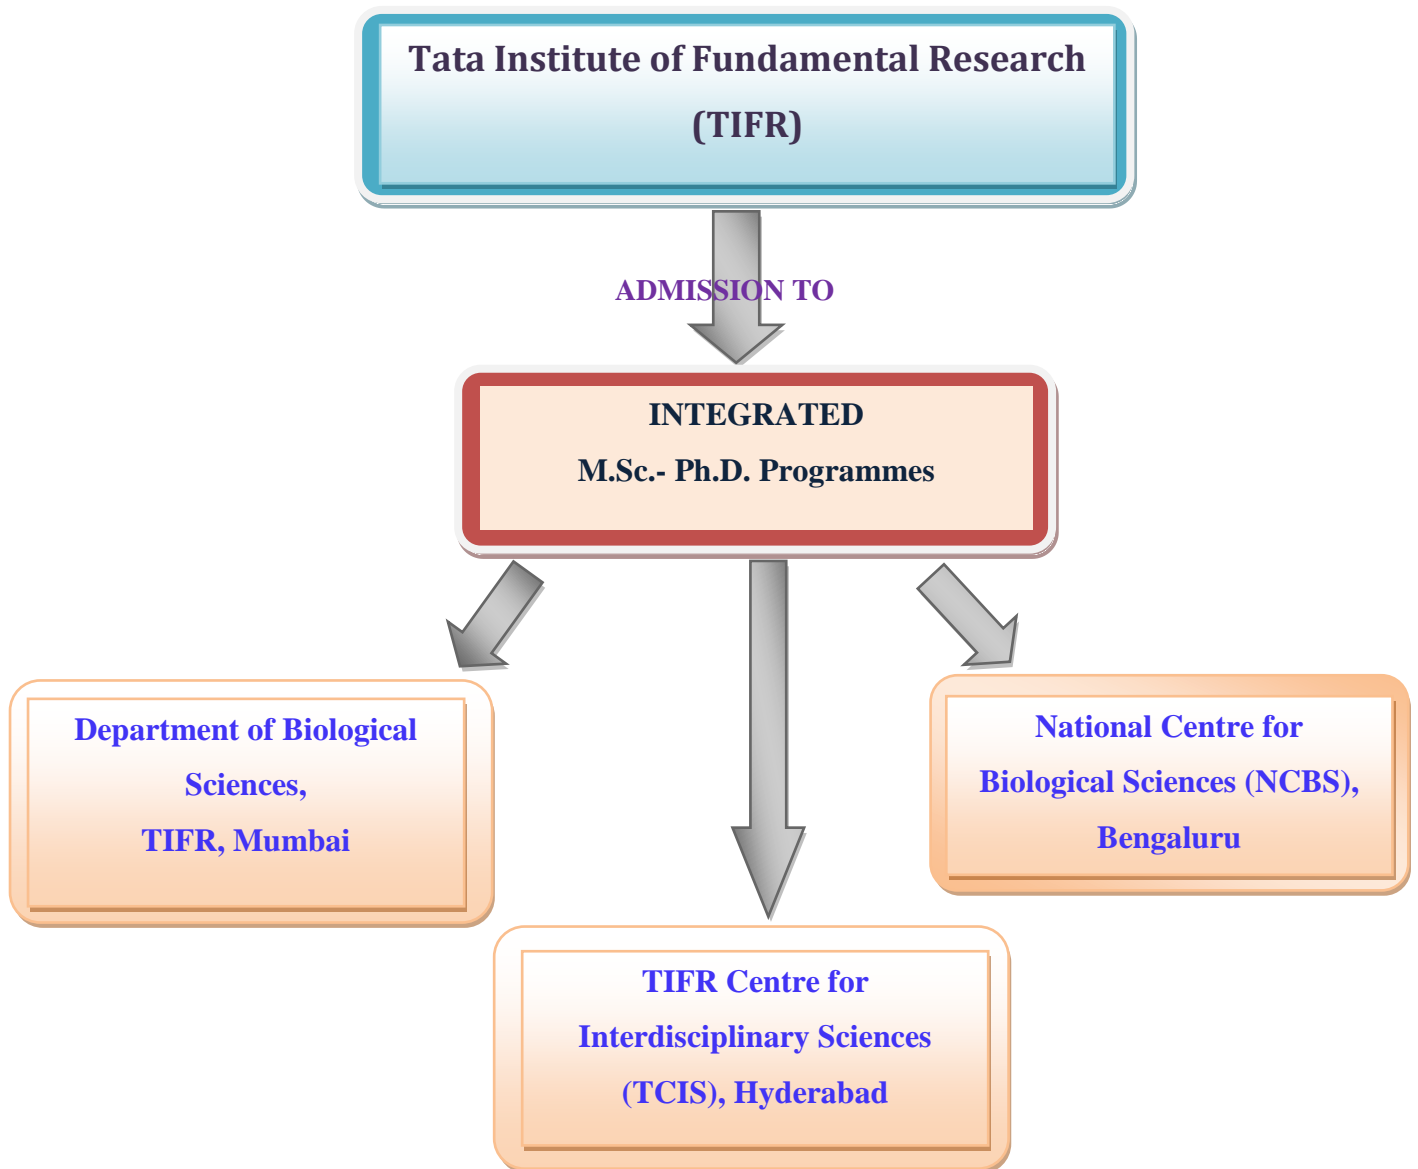 Tata Institute of Fundamental Research
(TIFR)
ADMISSION TO
INTEGRATED
M.Sc.- Ph.D. Programmes
Department of Biological
Sciences,
TIFR, Mumbai
National Centre for
Biological Sciences (NCBS),
Bengaluru
TIFR Centre for
Interdisciplinary Sciences
(TCIS), Hyderabad